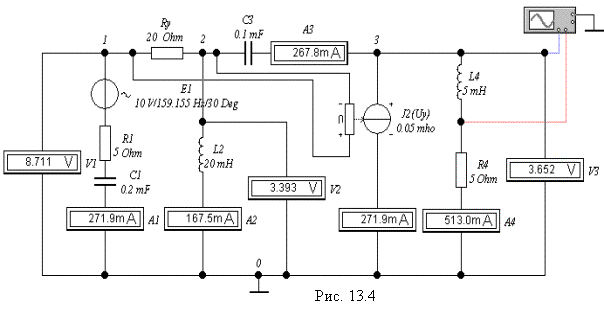 Ry
20 Ohm
1
2
C3
0.1 mF
A3
267.8m A
3
E1
10 V/159.155 Hz/30 Deg
R1
5 Ohm
C1
0.2 mF
8.711 V
V1
271.9m A
A1
L2
20 mH
167.5m A
A2
3.393 V
V2
J2(Uy)
0.05 mho
271.9m A
L4
5 mH
R4
5 Ohm
513.0m A
A4
3.652 V
V3
0
Рис. 13.4